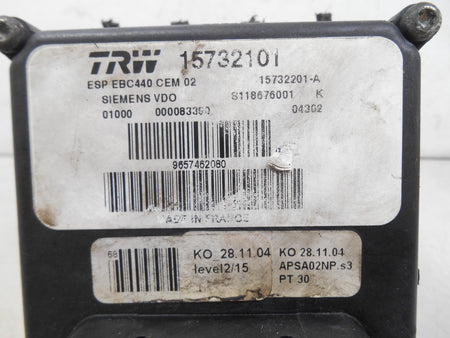 TRW 15732101
ESP EBC440 CEM 02 15732201-A
SIEMENS VDO S118676001 K
01000 000083350 04302
9657462080
MADE IN FRANCE
68
KO 28.11.04
level2/15
KO 28.11.04
APSA02NP.s3
PT 30